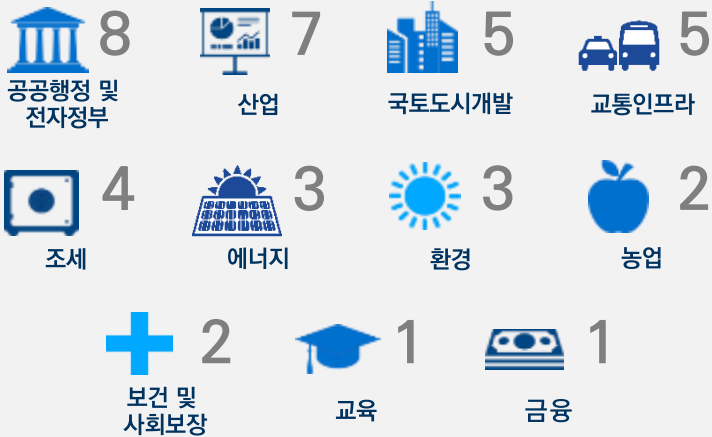 8
공공행정 및
전자정부
7
산업
5
국토도시개발
5
교통인프라
4
조세
3
에너지
3
환경
2
농업
2
보건 및
사회보장
1
교육
1
금융